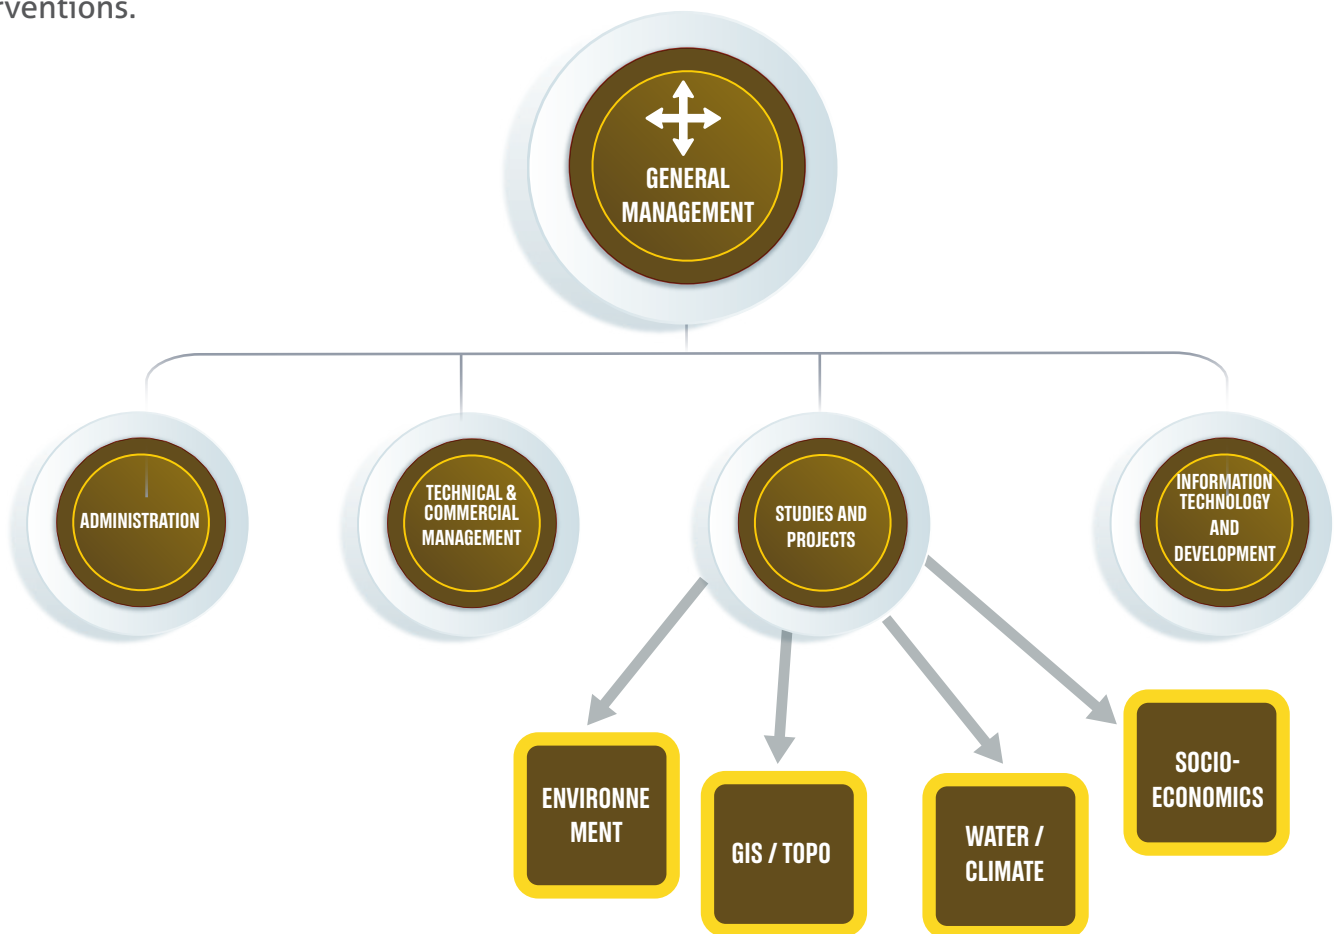 GENERAL
MANAGEMENT
ADMINISTRATION
TECHNICAL &
COMMERCIAL
MANAGEMENT
STUDIES AND
PROJECTS
INFORMATION
TECHNOLOGY
AND
DEVELOPMENT
ENVIRONNE
MENT
GIS / TOPO
WATER /
CLIMATE
SOCIO-
ECONOMICS